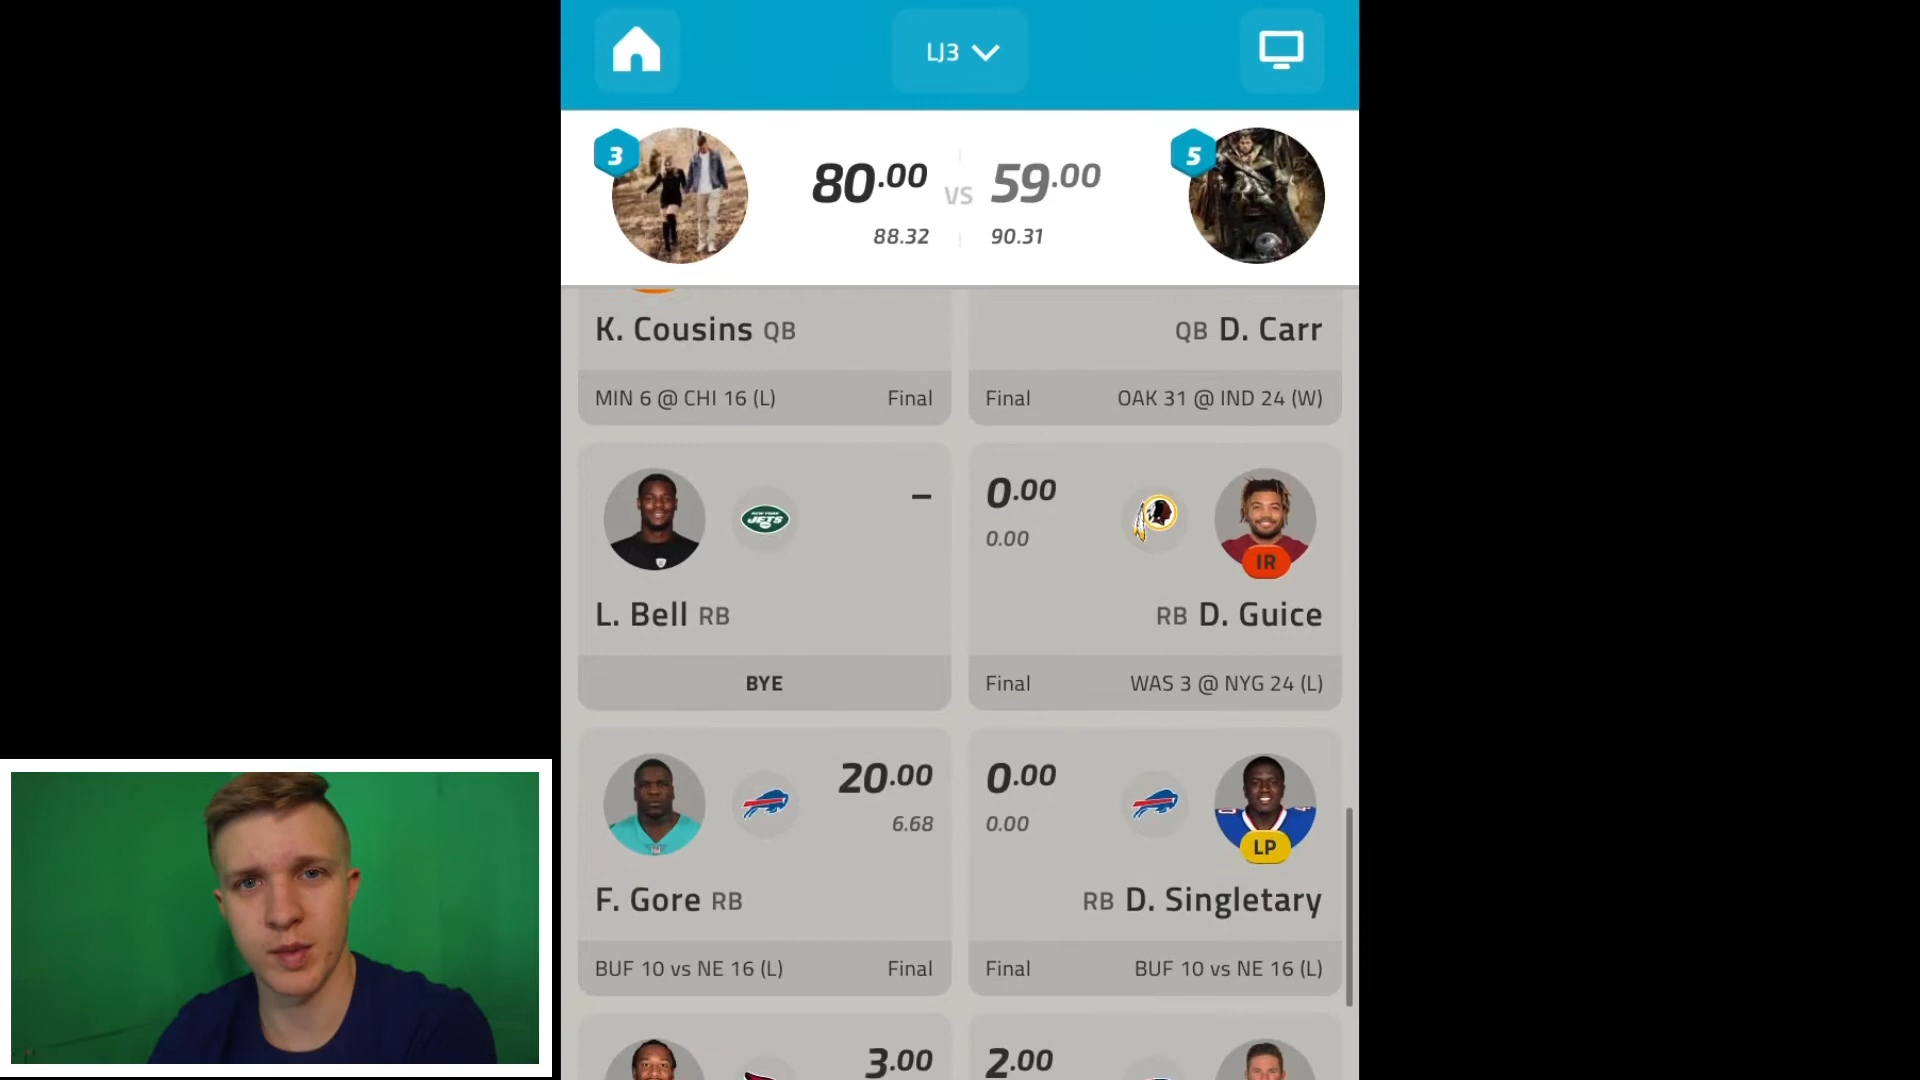 LJ3
3
80.00 VS 59.00
5
88.32 90.31
K. Cousins QB
QB D. Carr
MIN 6 @ CHI 16 (L) Final
Final OAK 31 @ IND 24 (W)
NEW YORK
JETS
–
0.00
0.00
IR
L. Bell RB
RB D. Guice
BYE
Final WAS 3 @ NYG 24 (L)
20.00
6.68
0.00
0.00
LP
F. Gore RB
RB D. Singletary
BUF 10 vs NE 16 (L) Final
Final BUF 10 vs NE 16 (L)
3.00
2.00